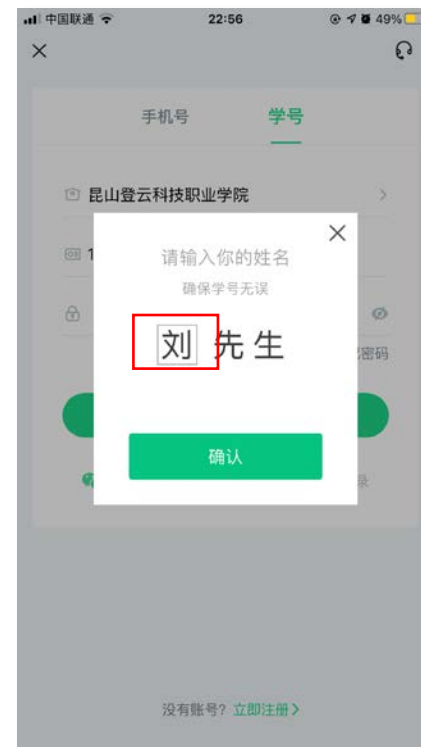 中国联通 22:56 49%
手机号 学号
昆山登云科技职业学院
1
请输入你的姓名
确保学号无误
刘 先生
密码
确认
录
没有账号? 立即注册